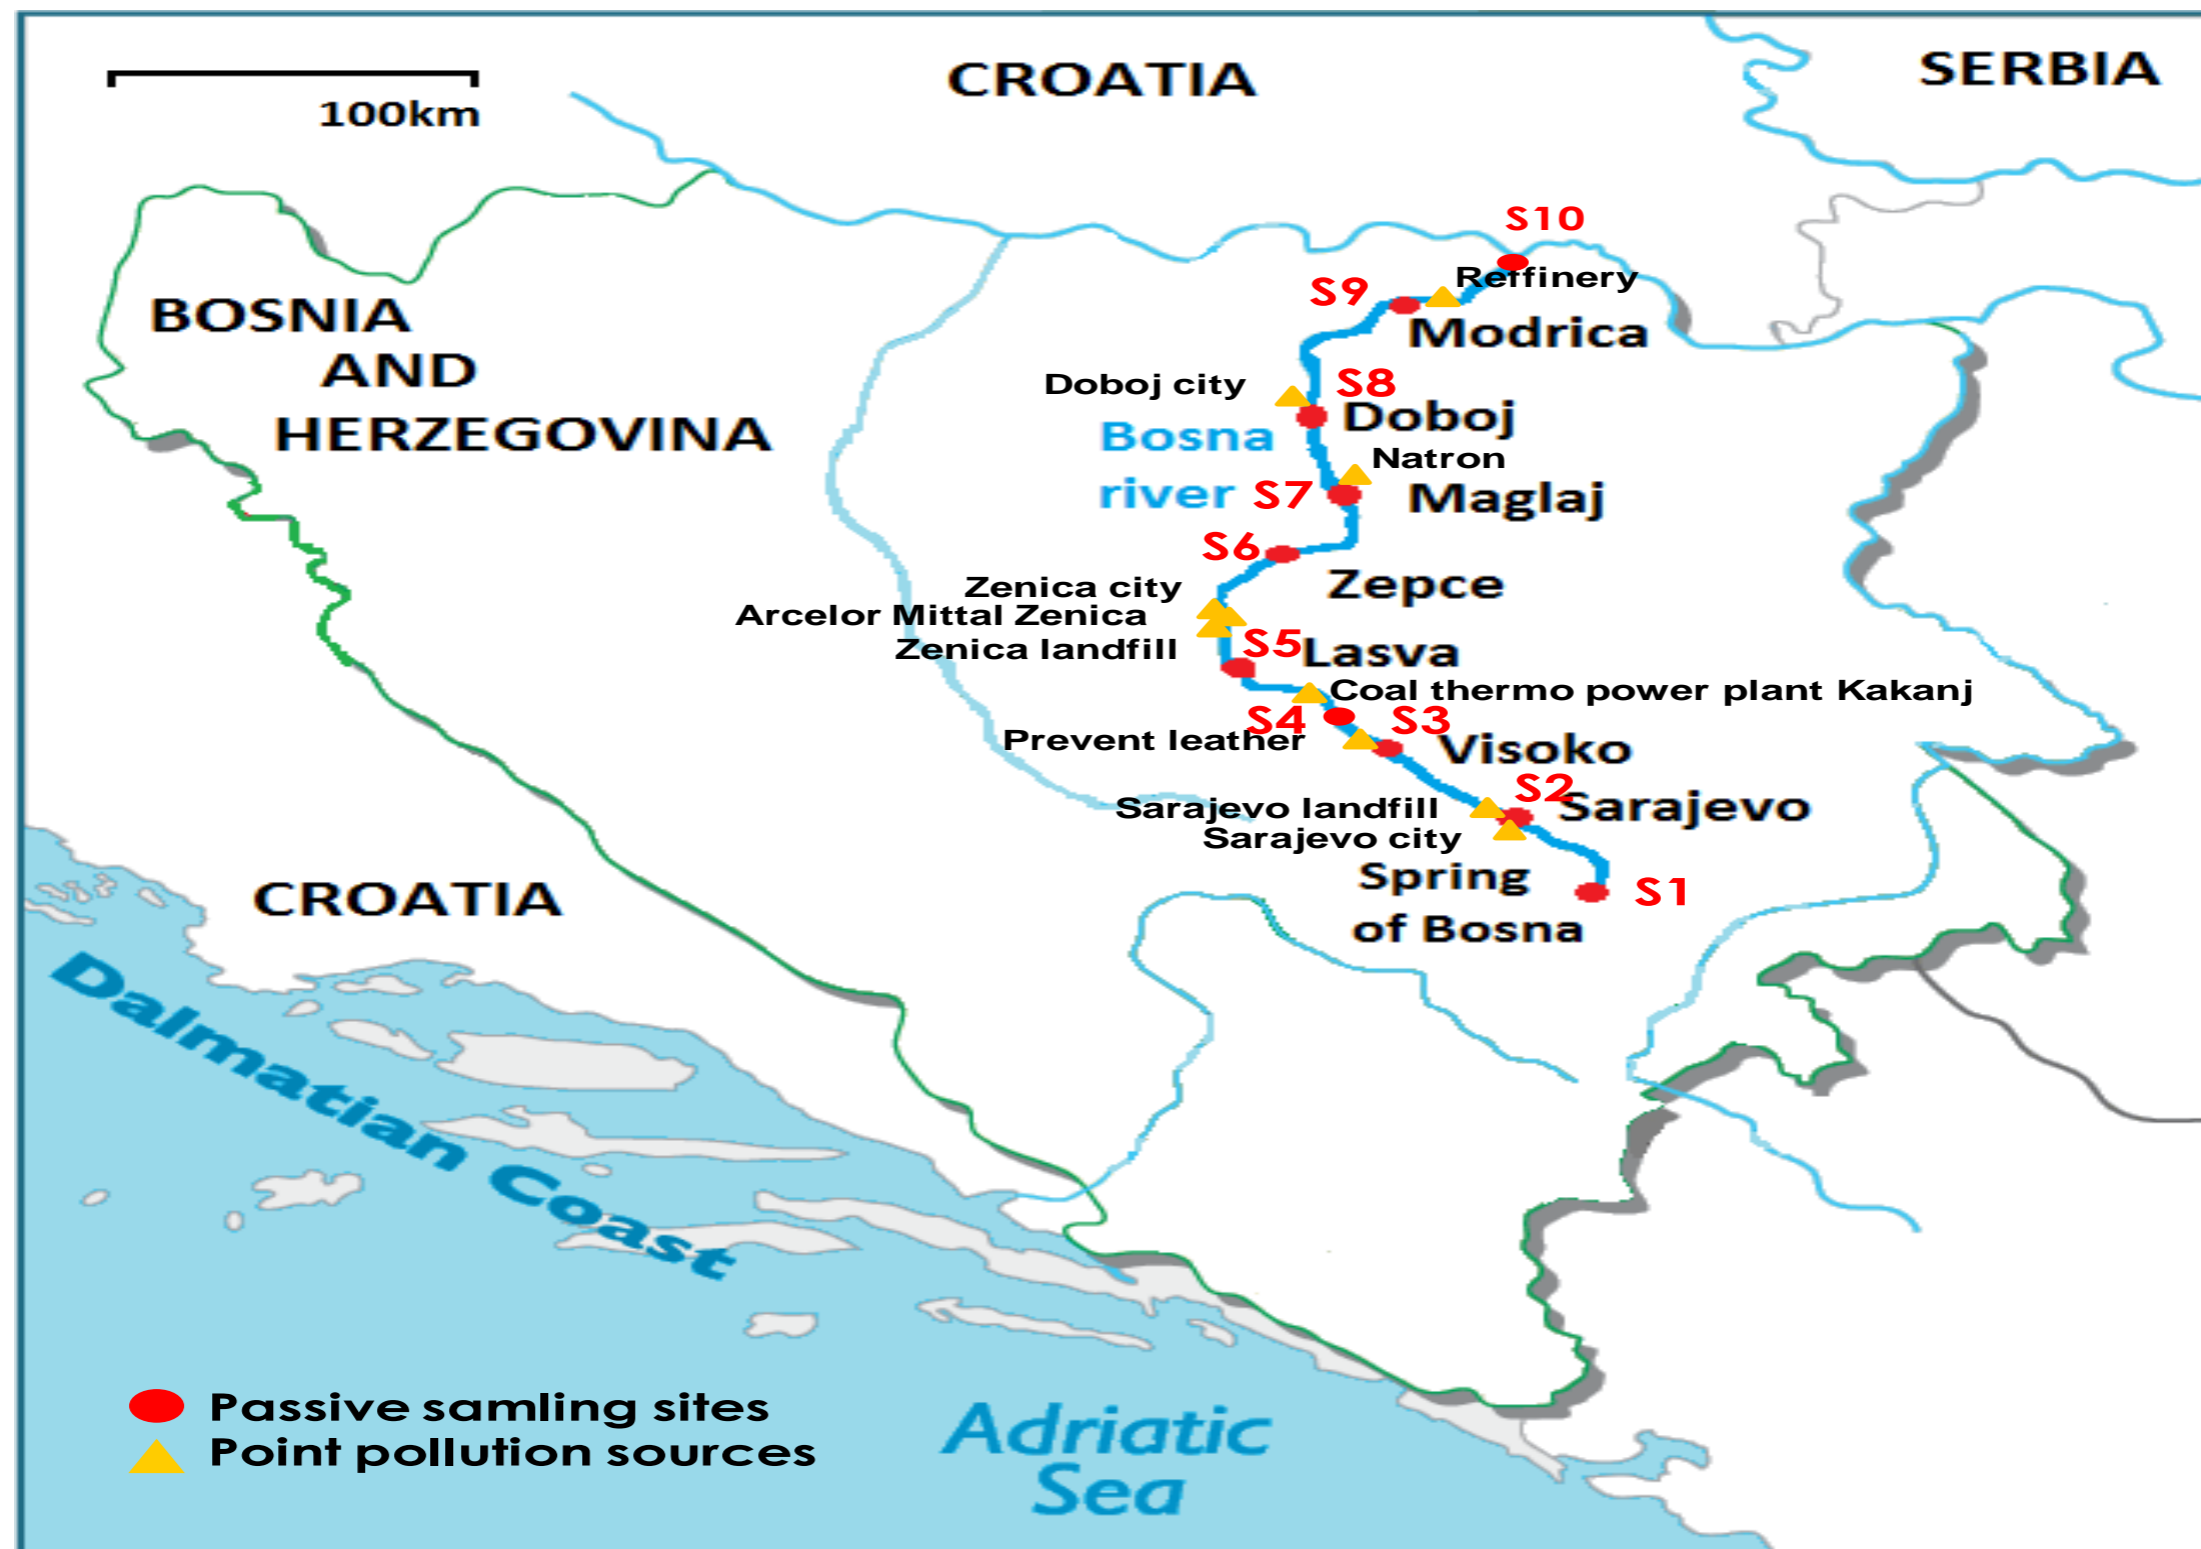 CROATIA
SERBIA
100km
S10
Reffinery
S9
Modrica
BOSNIA
AND
HERZEGOVINA
Doboj city
S8
Doboj
Bosna
river
Natron
S7
Maglaj
S6
Zepce
Zenica city
Arcelor Mittal Zenica
Zenica landfill
S5
Lasva
Coal thermo power plant Kakanj
S4
S3
Prevent leather
Visoko
S2
Sarajevo landfill
Sarajevo
Sarajevo city
Spring
of Bosna
S1
CROATIA
Dalmatian Coast
Passive samling sites
Point pollution sources
Adriatic
Sea